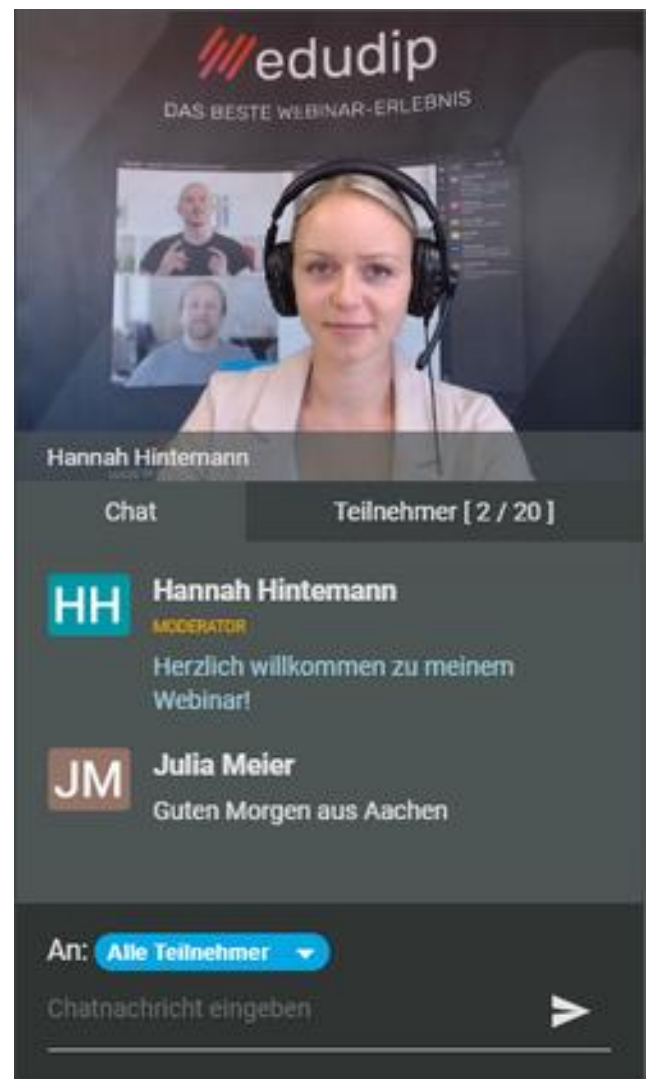 edudip
DAS BESTE WEBINAR-ERLEBNIS
Hannah Hintemann
Chat
Teilnehmer [ 2 / 20 ]
HH
Hannah Hintemann
MODERATOR
Herzlich willkommen zu meinem
Webinar!
JM
Julia Meier
Guten Morgen aus Aachen
An: Alle Teilnehmer
Chatnachricht eingeben